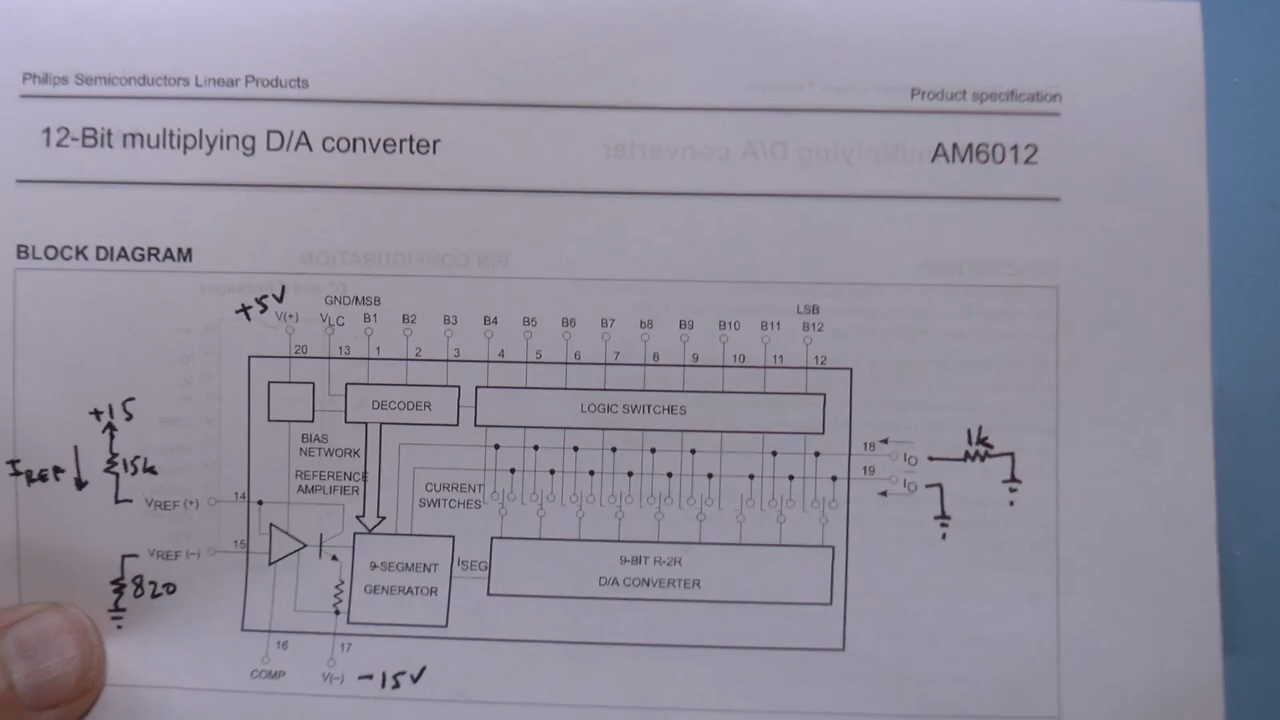 Philips Semiconductors Linear Products
Product specification
12-Bit multiplying D/A converter
AM6012
BLOCK DIAGRAM
+5V
GND/MSB
LSB
V(+) VLC B1 B2 B3 B4 B5 B6 B7 b8 B9 B10 B11 B12
20 13 1 2 3 4 5 6 7 8 9 10 11 12
DECODER
LOGIC SWITCHES
+15
BIAS
NETWORK
REFERENCE
AMPLIFIER
CURRENT
SWITCHES
18 IO 1k
19 IO
IREF 15k
VREF (+) 14
VREF (–) 15
820
9-SEGMENT
GENERATOR
ISEG
9-BIT R-2R
D/A CONVERTER
16 17
COMP V(–) -15V